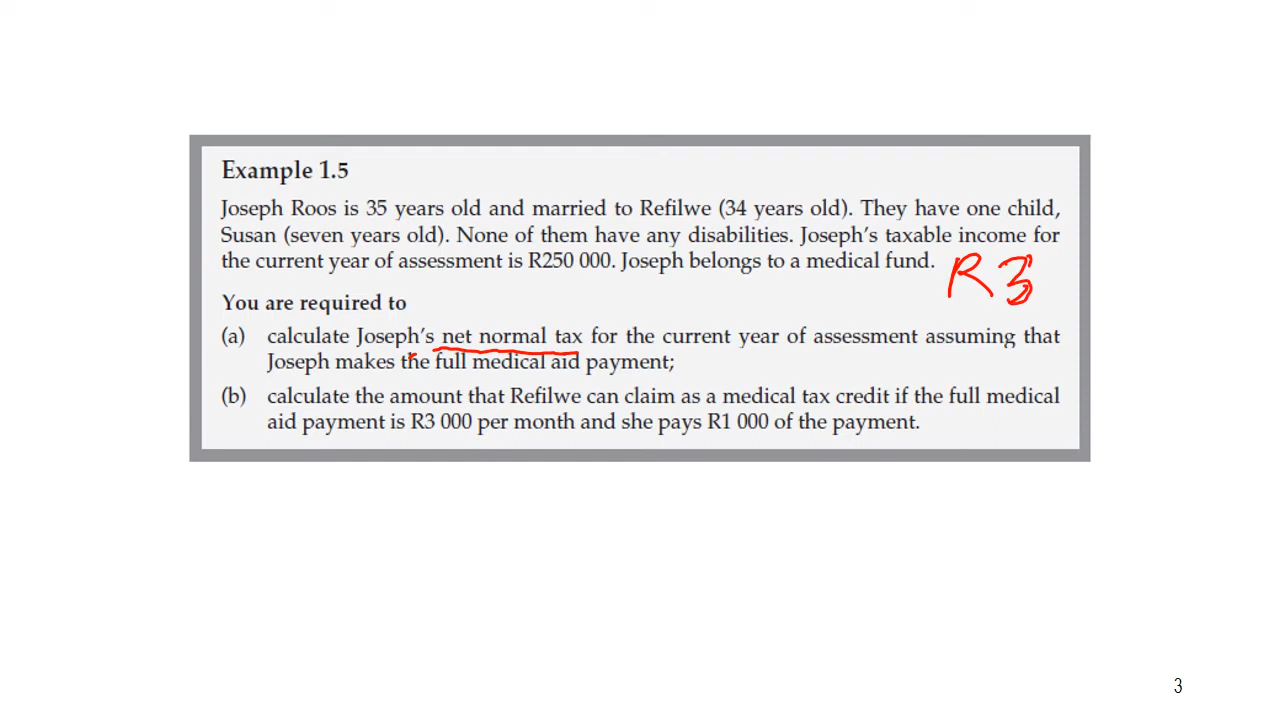 Example 1.5
Joseph Roos is 35 years old and married to Refilwe (34 years old). They have one child,
Susan (seven years old). None of them have any disabilities. Joseph's taxable income for
the current year of assessment is R250 000. Joseph belongs to a medical fund.
R3
You are required to
(a) calculate Joseph's net normal tax for the current year of assessment assuming that
Joseph makes the full medical aid payment;
(b) calculate the amount that Refilwe can claim as a medical tax credit if the full medical
aid payment is R3 000 per month and she pays R1 000 of the payment.
3